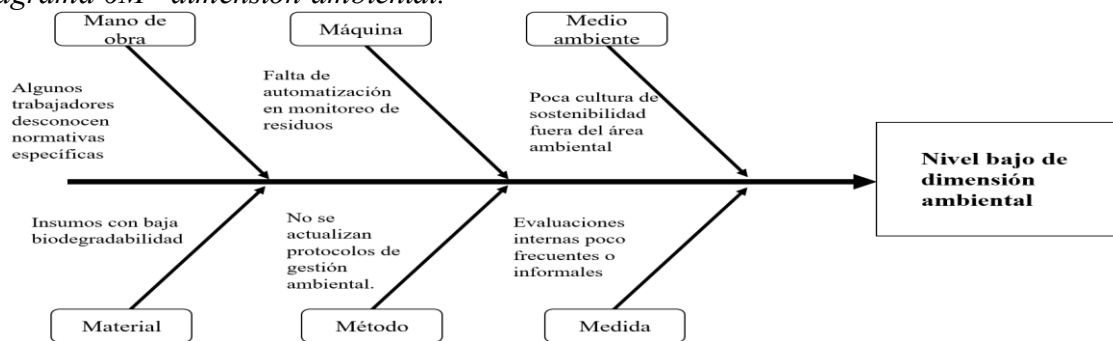 agrama 6M - dimensión ambiental.
Mano de
obra
Máquina
Medio
ambiente
Algunos
trabajadores
desconocen
normativas
específicas
Falta de
automatización
en monitoreo de
residuos
Poca cultura de
sostenibilidad
fuera del área
ambiental
Nivel bajo de
dimensión
ambiental
Insumos con baja
biodegradabilidad
No se
actualizan
protocolos de
gestión
ambiental.
Evaluaciones
internas poco
frecuentes o
informales
Material
Método
Medida